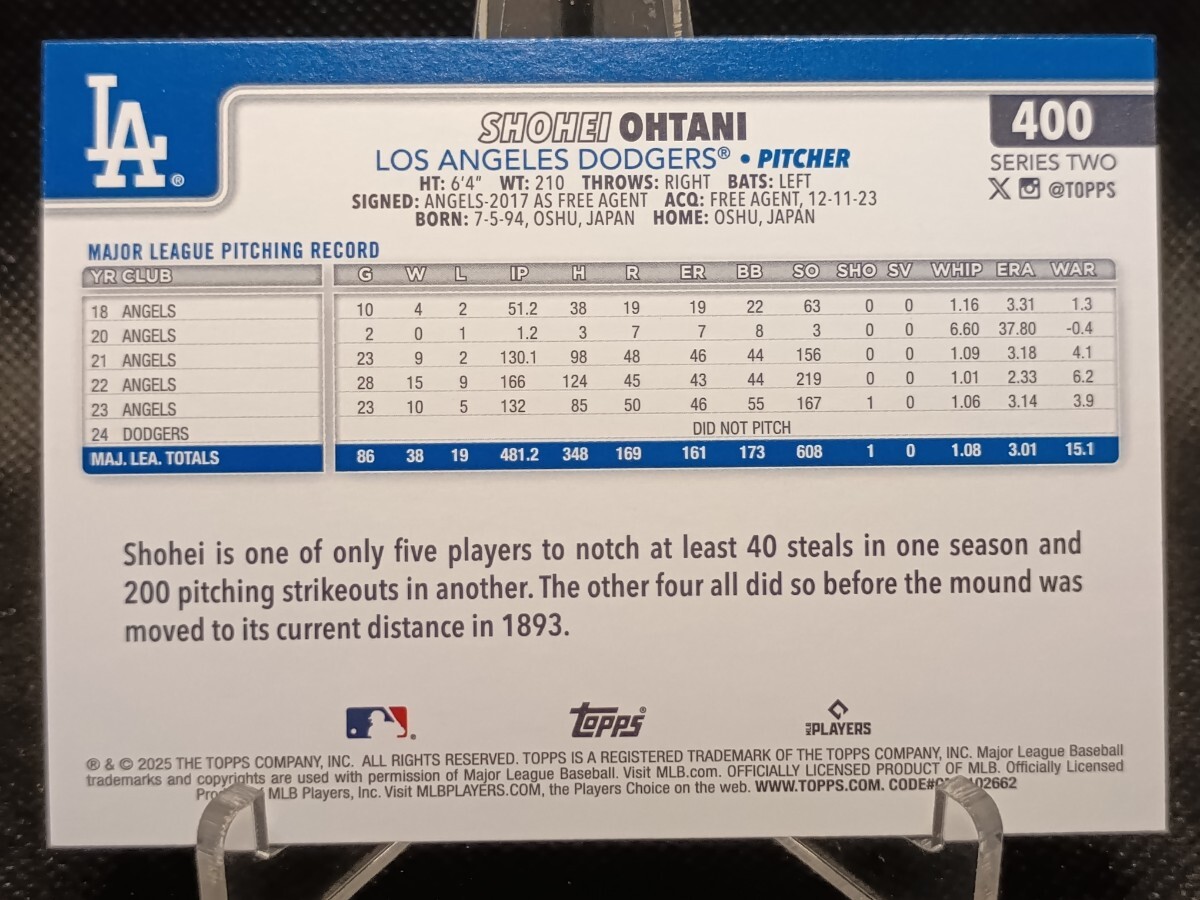 LA®
400
SHOHEI OHTANI
LOS ANGELES DODGERS® • PITCHER
SERIES TWO
HT: 6'4" WT: 210 THROWS: RIGHT BATS: LEFT
@TOPPS
SIGNED: ANGELS-2017 AS FREE AGENT ACQ: FREE AGENT, 12-11-23
BORN: 7-5-94, OSHU, JAPAN HOME: OSHU, JAPAN
MAJOR LEAGUE PITCHING RECORD
YR CLUB G W L IP H R ER BB SO SHO SV WHIP ERA WAR
18 ANGELS 10 4 2 51.2 38 19 19 22 63 0 0 1.16 3.31 1.3
20 ANGELS 2 0 1 1.2 3 7 7 8 3 0 0 6.60 37.80 -0.4
21 ANGELS 23 9 2 130.1 98 48 46 44 156 0 0 1.09 3.18 4.1
22 ANGELS 28 15 9 166 124 45 43 44 219 0 0 1.01 2.33 6.2
23 ANGELS 23 10 5 132 85 50 46 55 167 1 0 1.06 3.14 3.9
24 DODGERS DID NOT PITCH
MAJ. LEA. TOTALS 86 38 19 481.2 348 169 161 173 608 1 0 1.08 3.01 15.1
Shohei is one of only five players to notch at least 40 steals in one season and
200 pitching strikeouts in another. The other four all did so before the mound was
moved to its current distance in 1893.
Topps® MLB PLAYERS
® & © 2025 THE TOPPS COMPANY, INC. ALL RIGHTS RESERVED. TOPPS IS A REGISTERED TRADEMARK OF THE TOPPS COMPANY, INC. Major League Baseball
trademarks and copyrights are used with permission of Major League Baseball. Visit MLB.com. OFFICIALLY LICENSED PRODUCT OF MLB. Officially Licensed
MLB Players, Inc. Visit MLBPLAYERS.COM, the Players Choice on the web. WWW.TOPPS.COM. CODE#